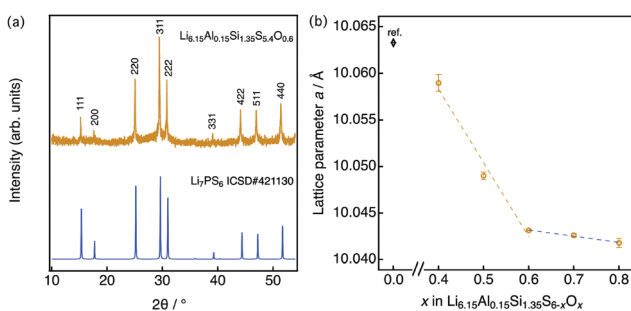 (a)
Li6.15Al0.15Si1.35S5.4O0.6
311
220
222
111
200
331
422
511
440
Li7PS6 ICSD#421130
Intensity (arb. units)
10 20 30 40 50
2θ / °
(b)
ref.
10.065
10.060
10.055
10.050
10.045
10.040
Lattice parameter a / Å
0.0 0.4 0.5 0.6 0.7 0.8
x in Li6.15Al0.15Si1.35S6-xOx